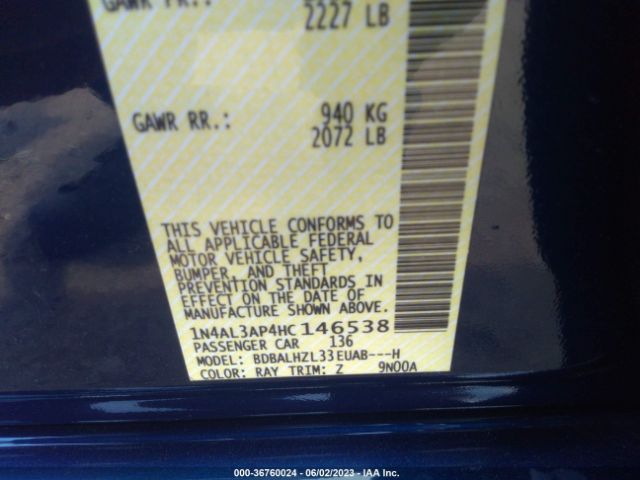 GAWR FR.:
2227 LB
GAWR RR.: 940 KG
2072 LB
THIS VEHICLE CONFORMS TO
ALL APPLICABLE FEDERAL
MOTOR VEHICLE SAFETY,
BUMPER, AND THEFT
PREVENTION STANDARDS IN
EFFECT ON THE DATE OF
MANUFACTURE SHOWN ABOVE.
1N4AL3AP4HC146538
PASSENGER CAR 136
MODEL: BDBALHZL33EUAB---H
COLOR: RAY TRIM: Z 9N00A
000-36760024 - 06/02/2023 - IAA Inc.